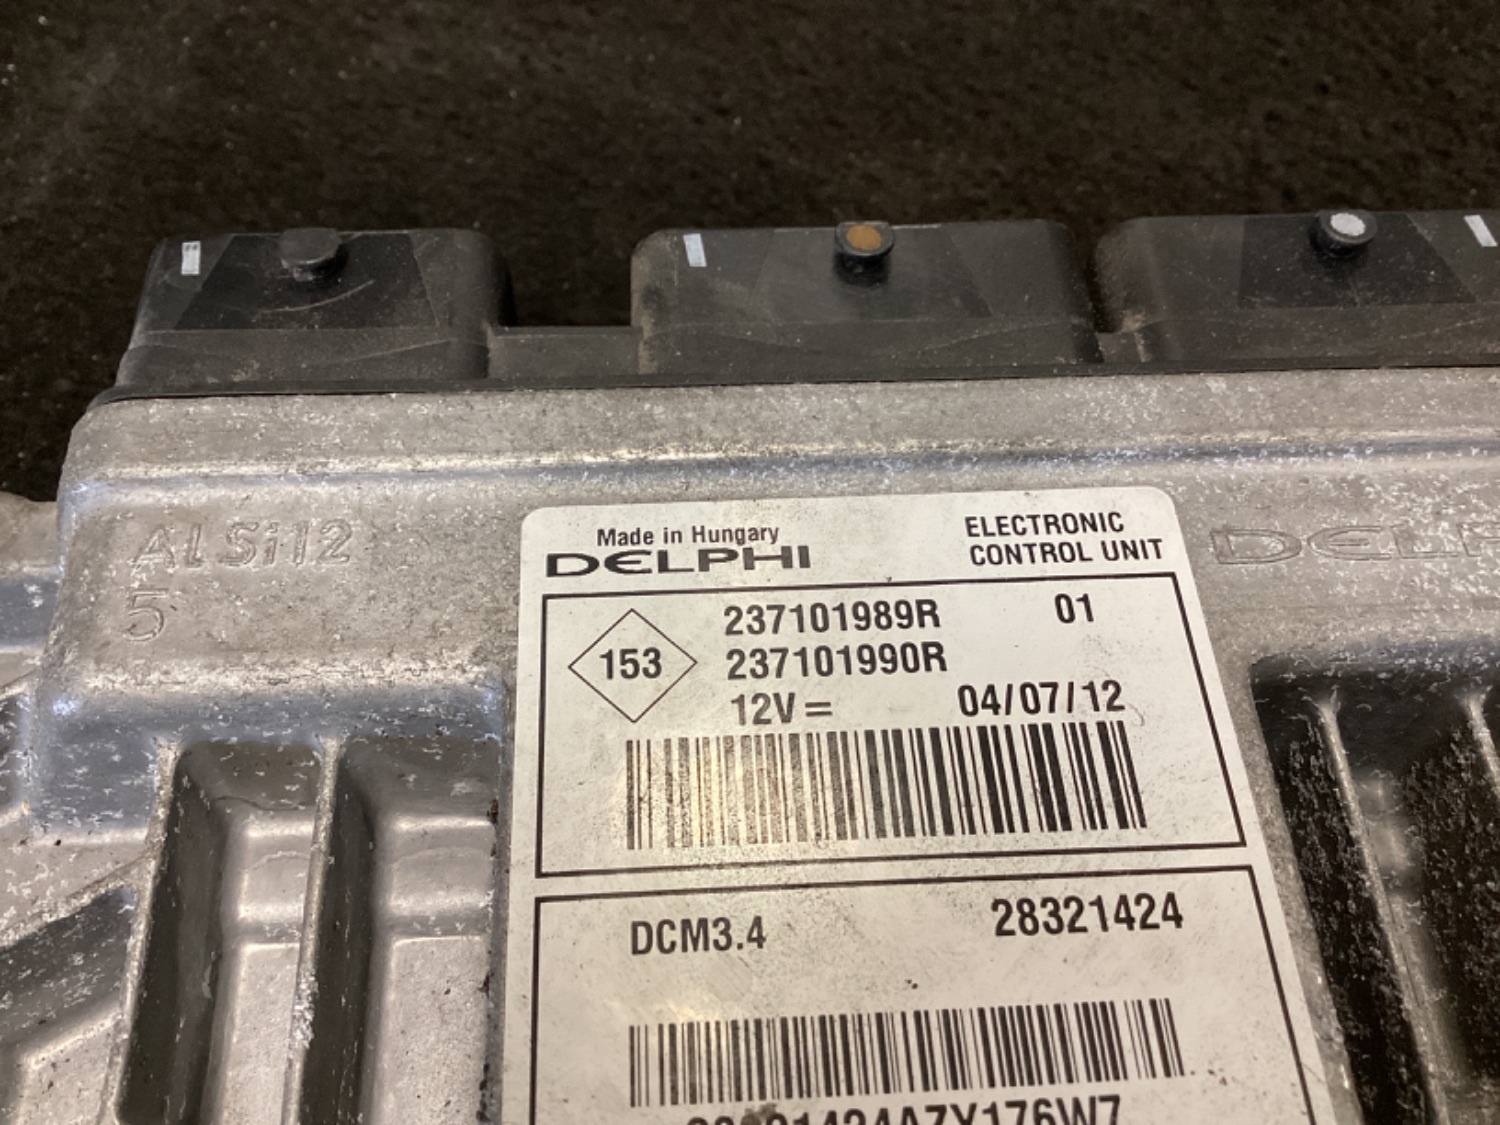 ALSi12
5
Made in Hungary
DELPHI
ELECTRONIC
CONTROL UNIT
DELPH
153
237101989R 01
237101990R
12V = 04/07/12
DCM3.4 28321424